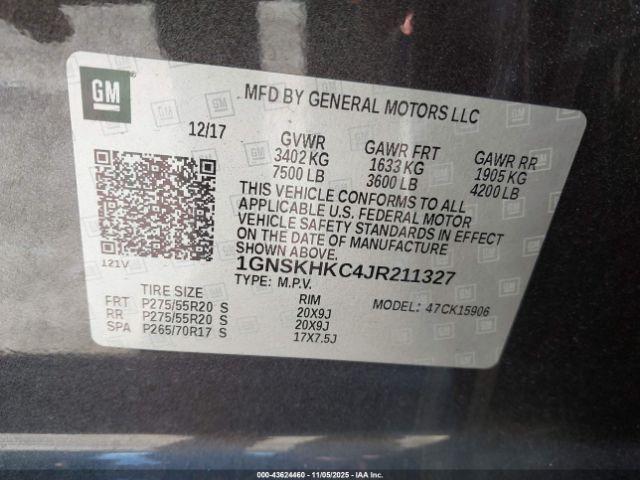 GM
MFD BY GENERAL MOTORS LLC
12/17
GVWR GAWR FRT GAWR RR
3402 KG 1633 KG 1905 KG
7500 LB 3600 LB 4200 LB
THIS VEHICLE CONFORMS TO ALL
APPLICABLE U.S. FEDERAL MOTOR
VEHICLE SAFETY STANDARDS IN
EFFECT ON THE DATE OF MANUFACTURE
SHOWN ABOVE.
1GNSKHKC4JR211327
121V
TYPE: M.P.V.
TIRE SIZE RIM MODEL: 47CK15906
FRT P275/55R20 S 20X9J
RR P275/55R20 S 20X9J
SPA P265/70R17 S 17X7.5J
000-43624460 - 11/05/2025 - IAA Inc.